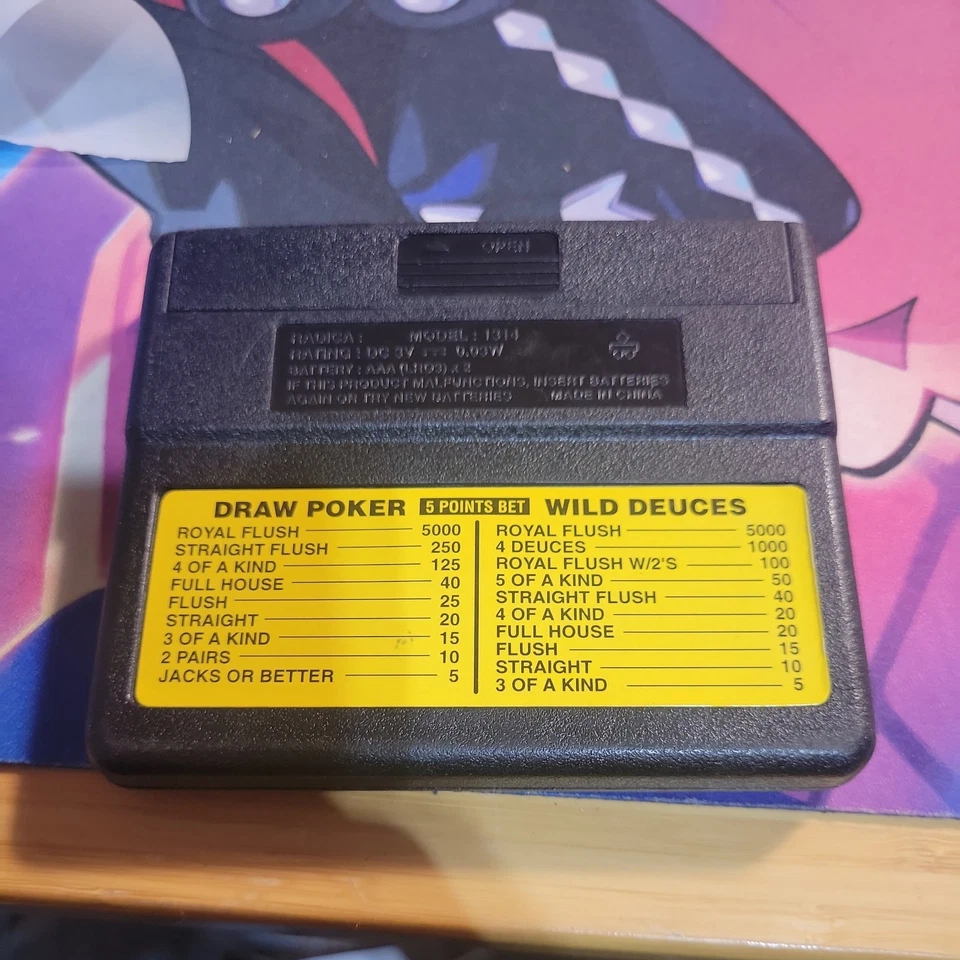 OPEN
RADICA : MODEL : 1314
RATING : DC 3V 0.03W
BATTERY : AAA (LR03) x 2
IF THIS PRODUCT MALFUNCTIONS, INSERT BATTERIES
AGAIN OR TRY NEW BATTERIES MADE IN CHINA
DRAW POKER 5 POINTS BET WILD DEUCES
ROYAL FLUSH 5000
STRAIGHT FLUSH 250
4 OF A KIND 125
FULL HOUSE 40
FLUSH 25
STRAIGHT 20
3 OF A KIND 15
2 PAIRS 10
JACKS OR BETTER 5
ROYAL FLUSH 5000
4 DEUCES 1000
ROYAL FLUSH W/2'S 100
5 OF A KIND 50
STRAIGHT FLUSH 40
4 OF A KIND 20
FULL HOUSE 20
FLUSH 15
STRAIGHT 10
3 OF A KIND 5